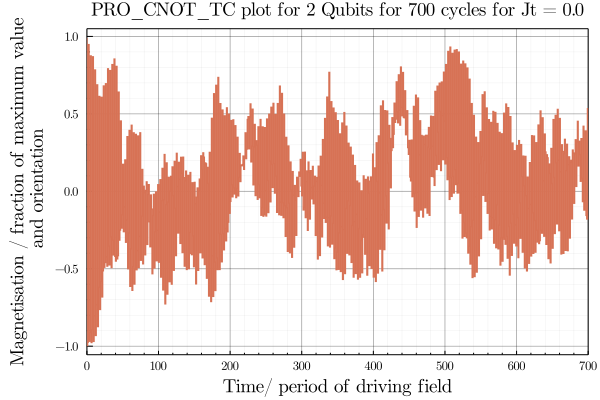 PRO_CNOT_TC plot for 2 Qubits for 700 cycles for Jt = 0.0
Magnetisation / fraction of maximum value
and orientation
1.0
0.5
0.0
−0.5
−1.0
0 100 200 300 400 500 600 700
Time/ period of driving field